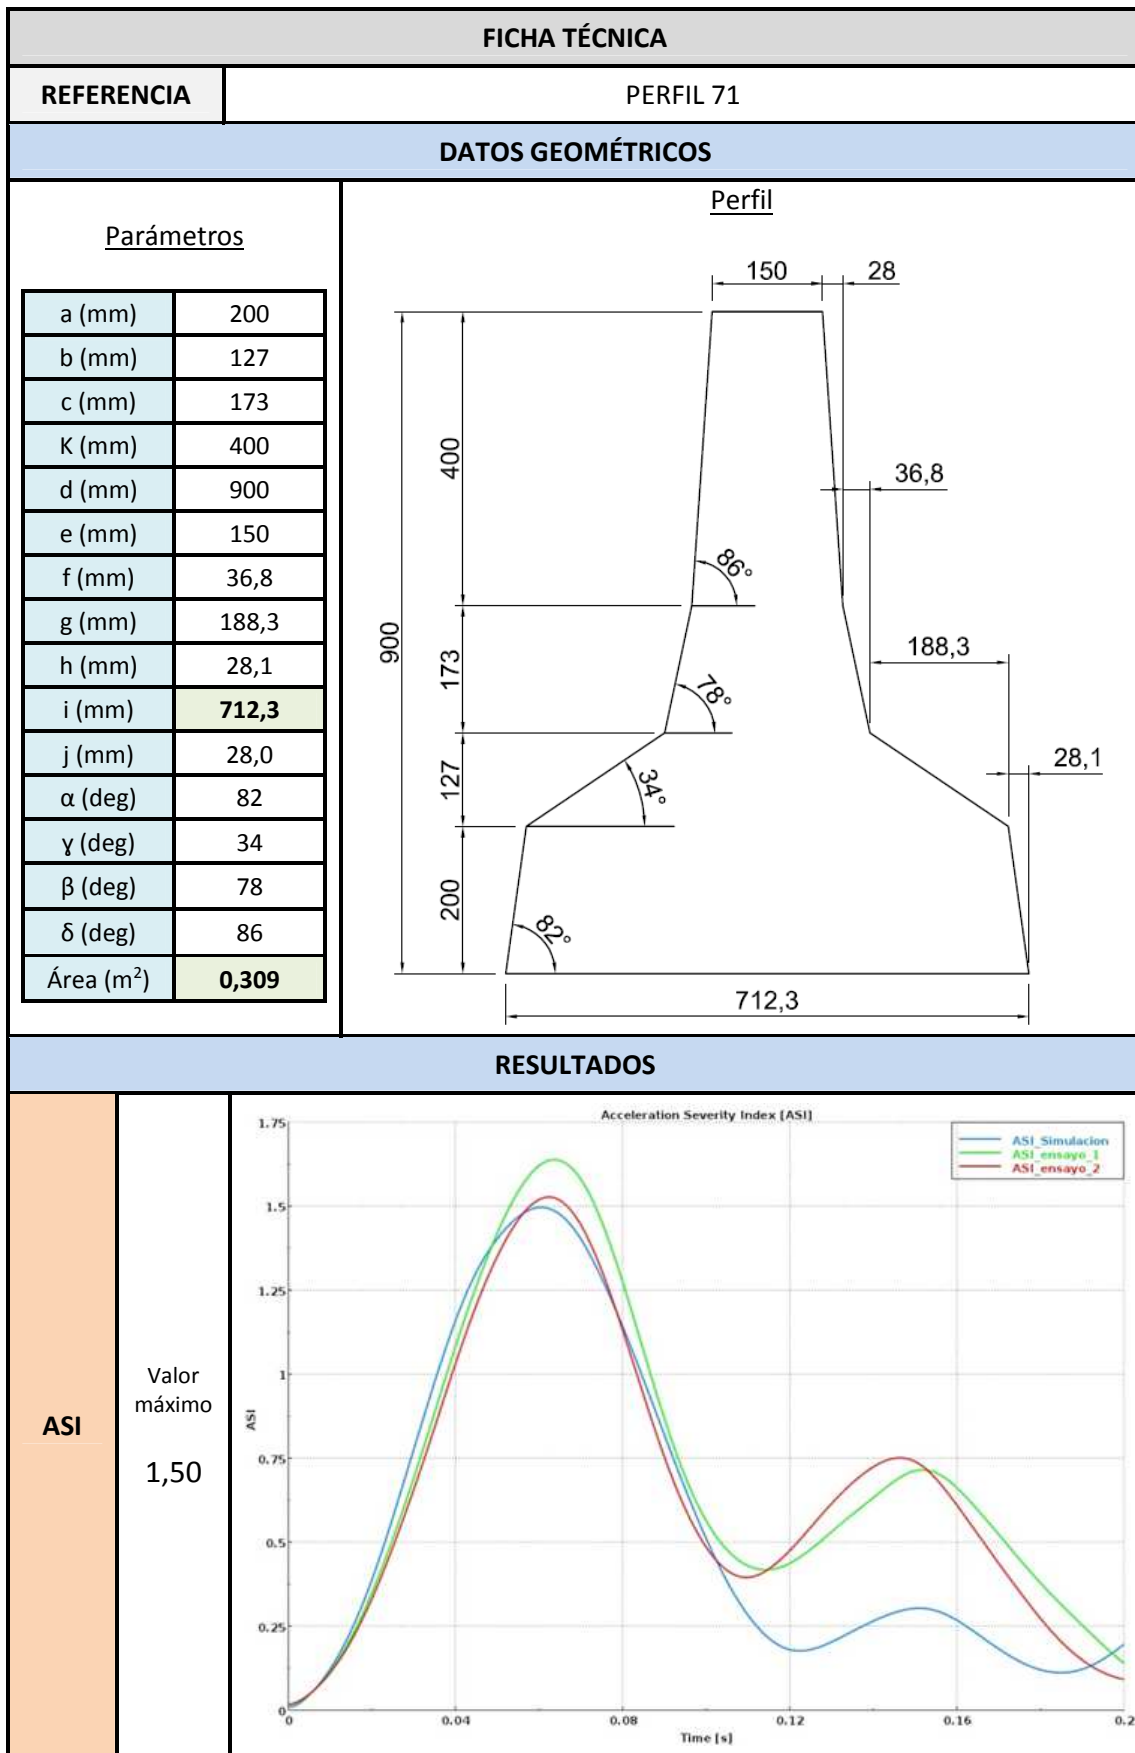 FICHA TÉCNICA
REFERENCIA PERFIL 71
DATOS GEOMÉTRICOS
Parámetros
a (mm) 200
b (mm) 127
c (mm) 173
K (mm) 400
d (mm) 900
e (mm) 150
f (mm) 36,8
g (mm) 188,3
h (mm) 28,1
i (mm) 712,3
j (mm) 28,0
α (deg) 82
ɣ (deg) 34
β (deg) 78
δ (deg) 86
Área (m²) 0,309
Perfil
150 28
400
36,8
86°
900
173
188,3
78°
127
34°
28,1
200
82°
712,3
RESULTADOS
ASI
Valor
máximo
1,50
Acceleration Severity Index [ASI]
ASI_Simulacion
ASI_ensayo_1
ASI_ensayo_2
1.75
1.5
1.25
1
0.75
0.5
0.25
0
ASI
0 0.04 0.08 0.12 0.16 0.2
Time [s]